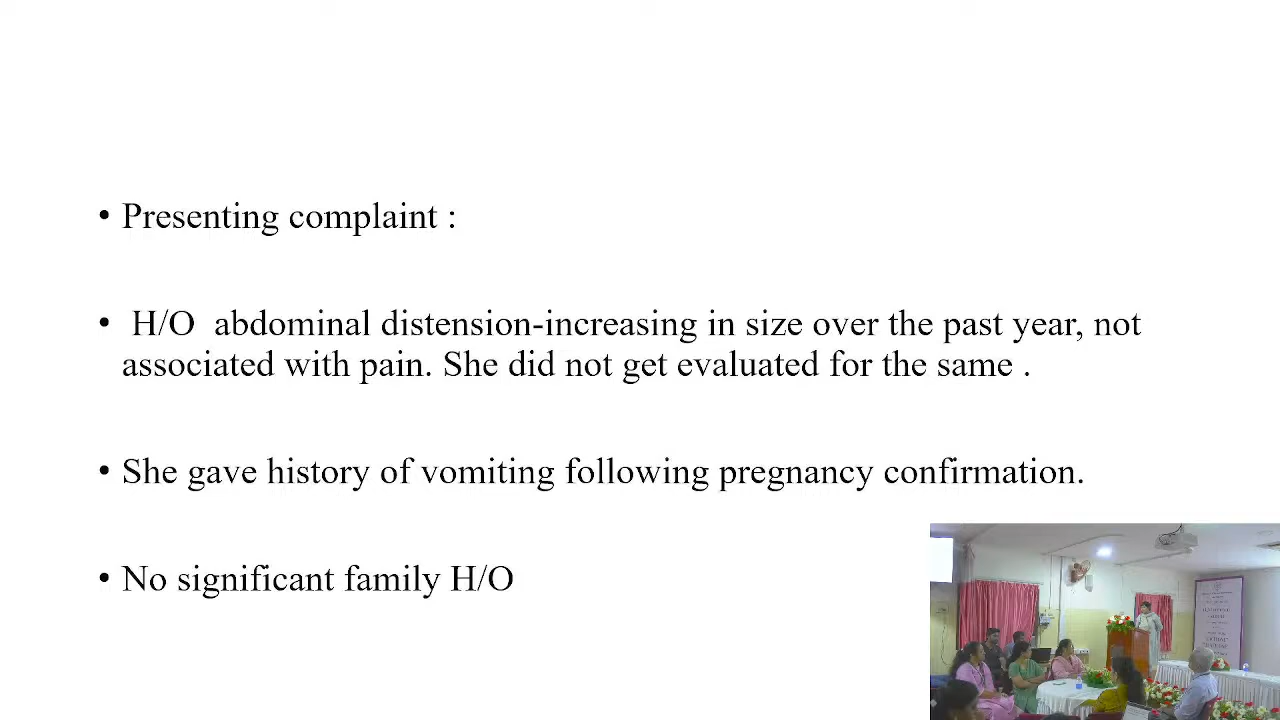 • Presenting complaint :
• H/O abdominal distension-increasing in size over the past year, not
associated with pain. She did not get evaluated for the same .
• She gave history of vomiting following pregnancy confirmation.
• No significant family H/O